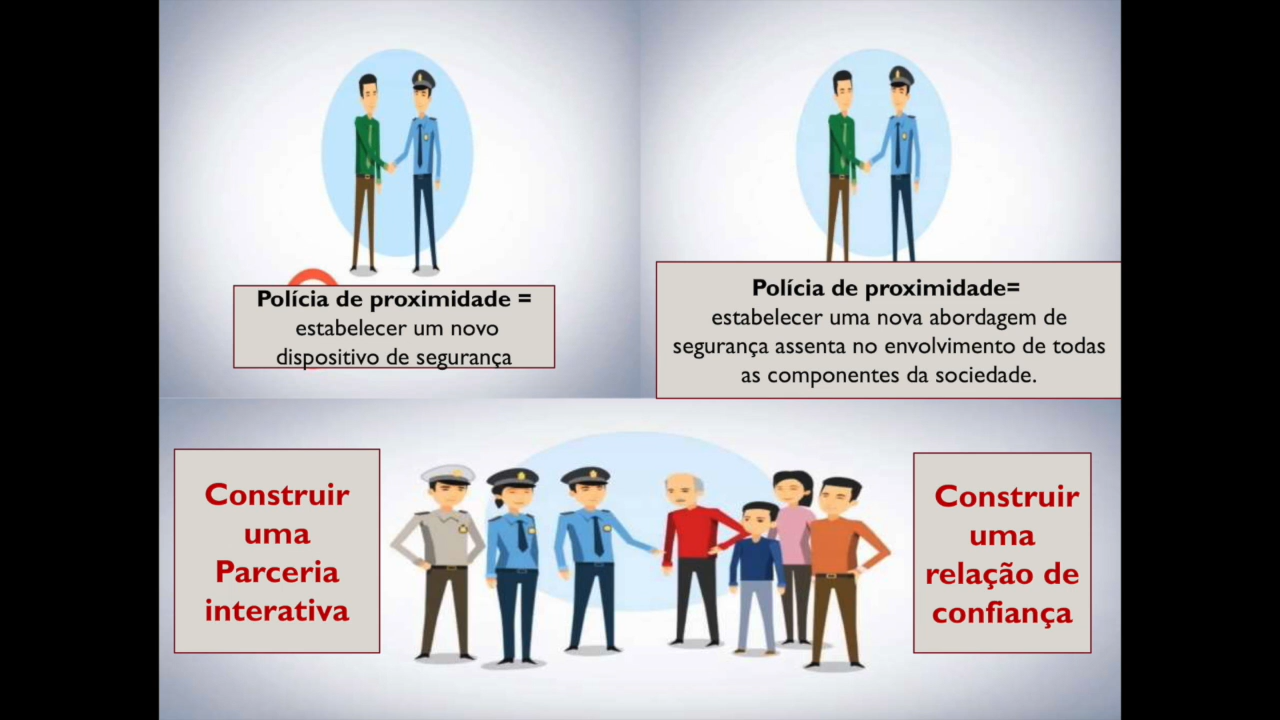 Polícia de proximidade =
estabelecer um novo
dispositivo de segurança
Polícia de proximidade=
estabelecer uma nova abordagem de
segurança assenta no envolvimento de todas
as componentes da sociedade.
Construir
uma
Parceria
interativa
Construir
uma
relação de
confiança